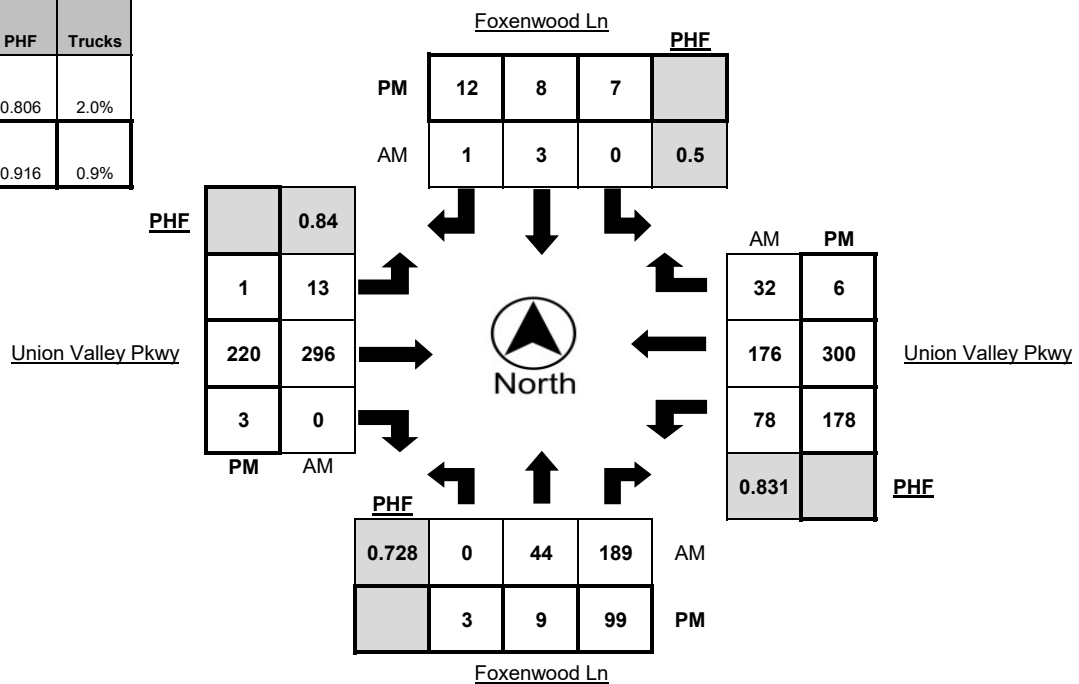 Foxenwood Ln
PHF Trucks
PHF
PM 12 8 7
0.806 2.0%
AM 1 3 0 0.5
0.916 0.9%
PHF 0.84
AM PM
1 13
32 6
Union Valley Pkwy 220 296
North
176 300 Union Valley Pkwy
3 0
78 178
PM AM
0.831 PHF
PHF
0.728 0 44 189 AM
3 9 99 PM
Foxenwood Ln